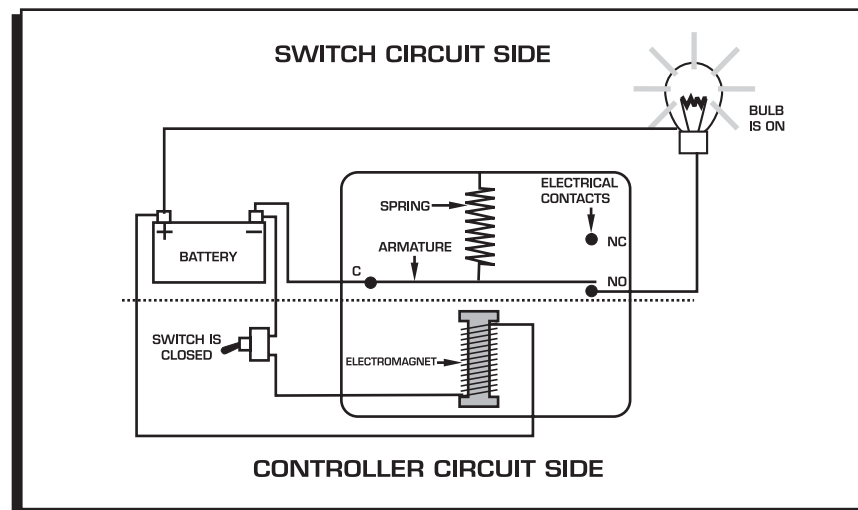 SWITCH CIRCUIT SIDE
BULB
IS ON
ELECTRICAL
CONTACTS
SPRING
NC
+
−
BATTERY
ARMATURE
C
NO
SWITCH IS
CLOSED
ELECTROMAGNET
CONTROLLER CIRCUIT SIDE